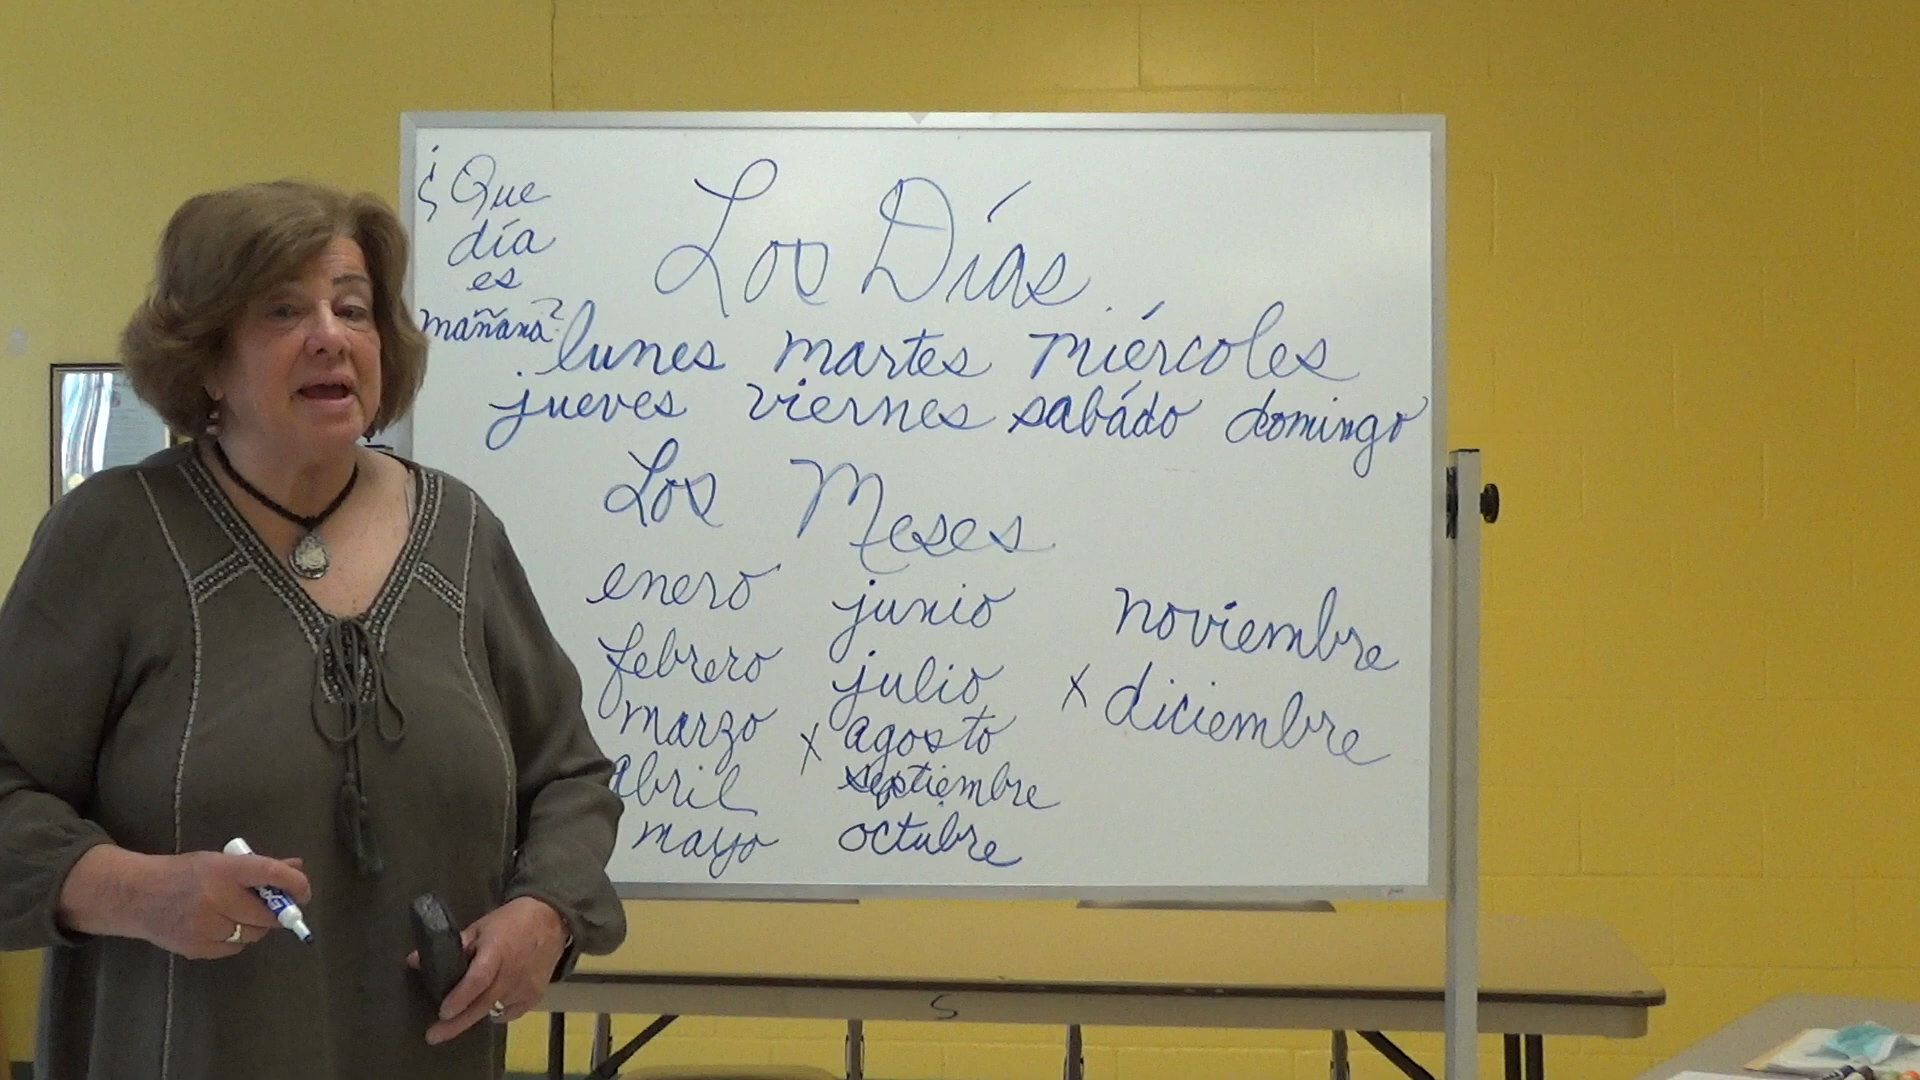 ¿Que
día
es
mañana?
Los Días
lunes martes miércoles
jueves viernes sabádo domingo
Los Meses
enero junio noviembre
febrero julio x diciembre
marzo x agosto
abril septiembre
mayo octubre